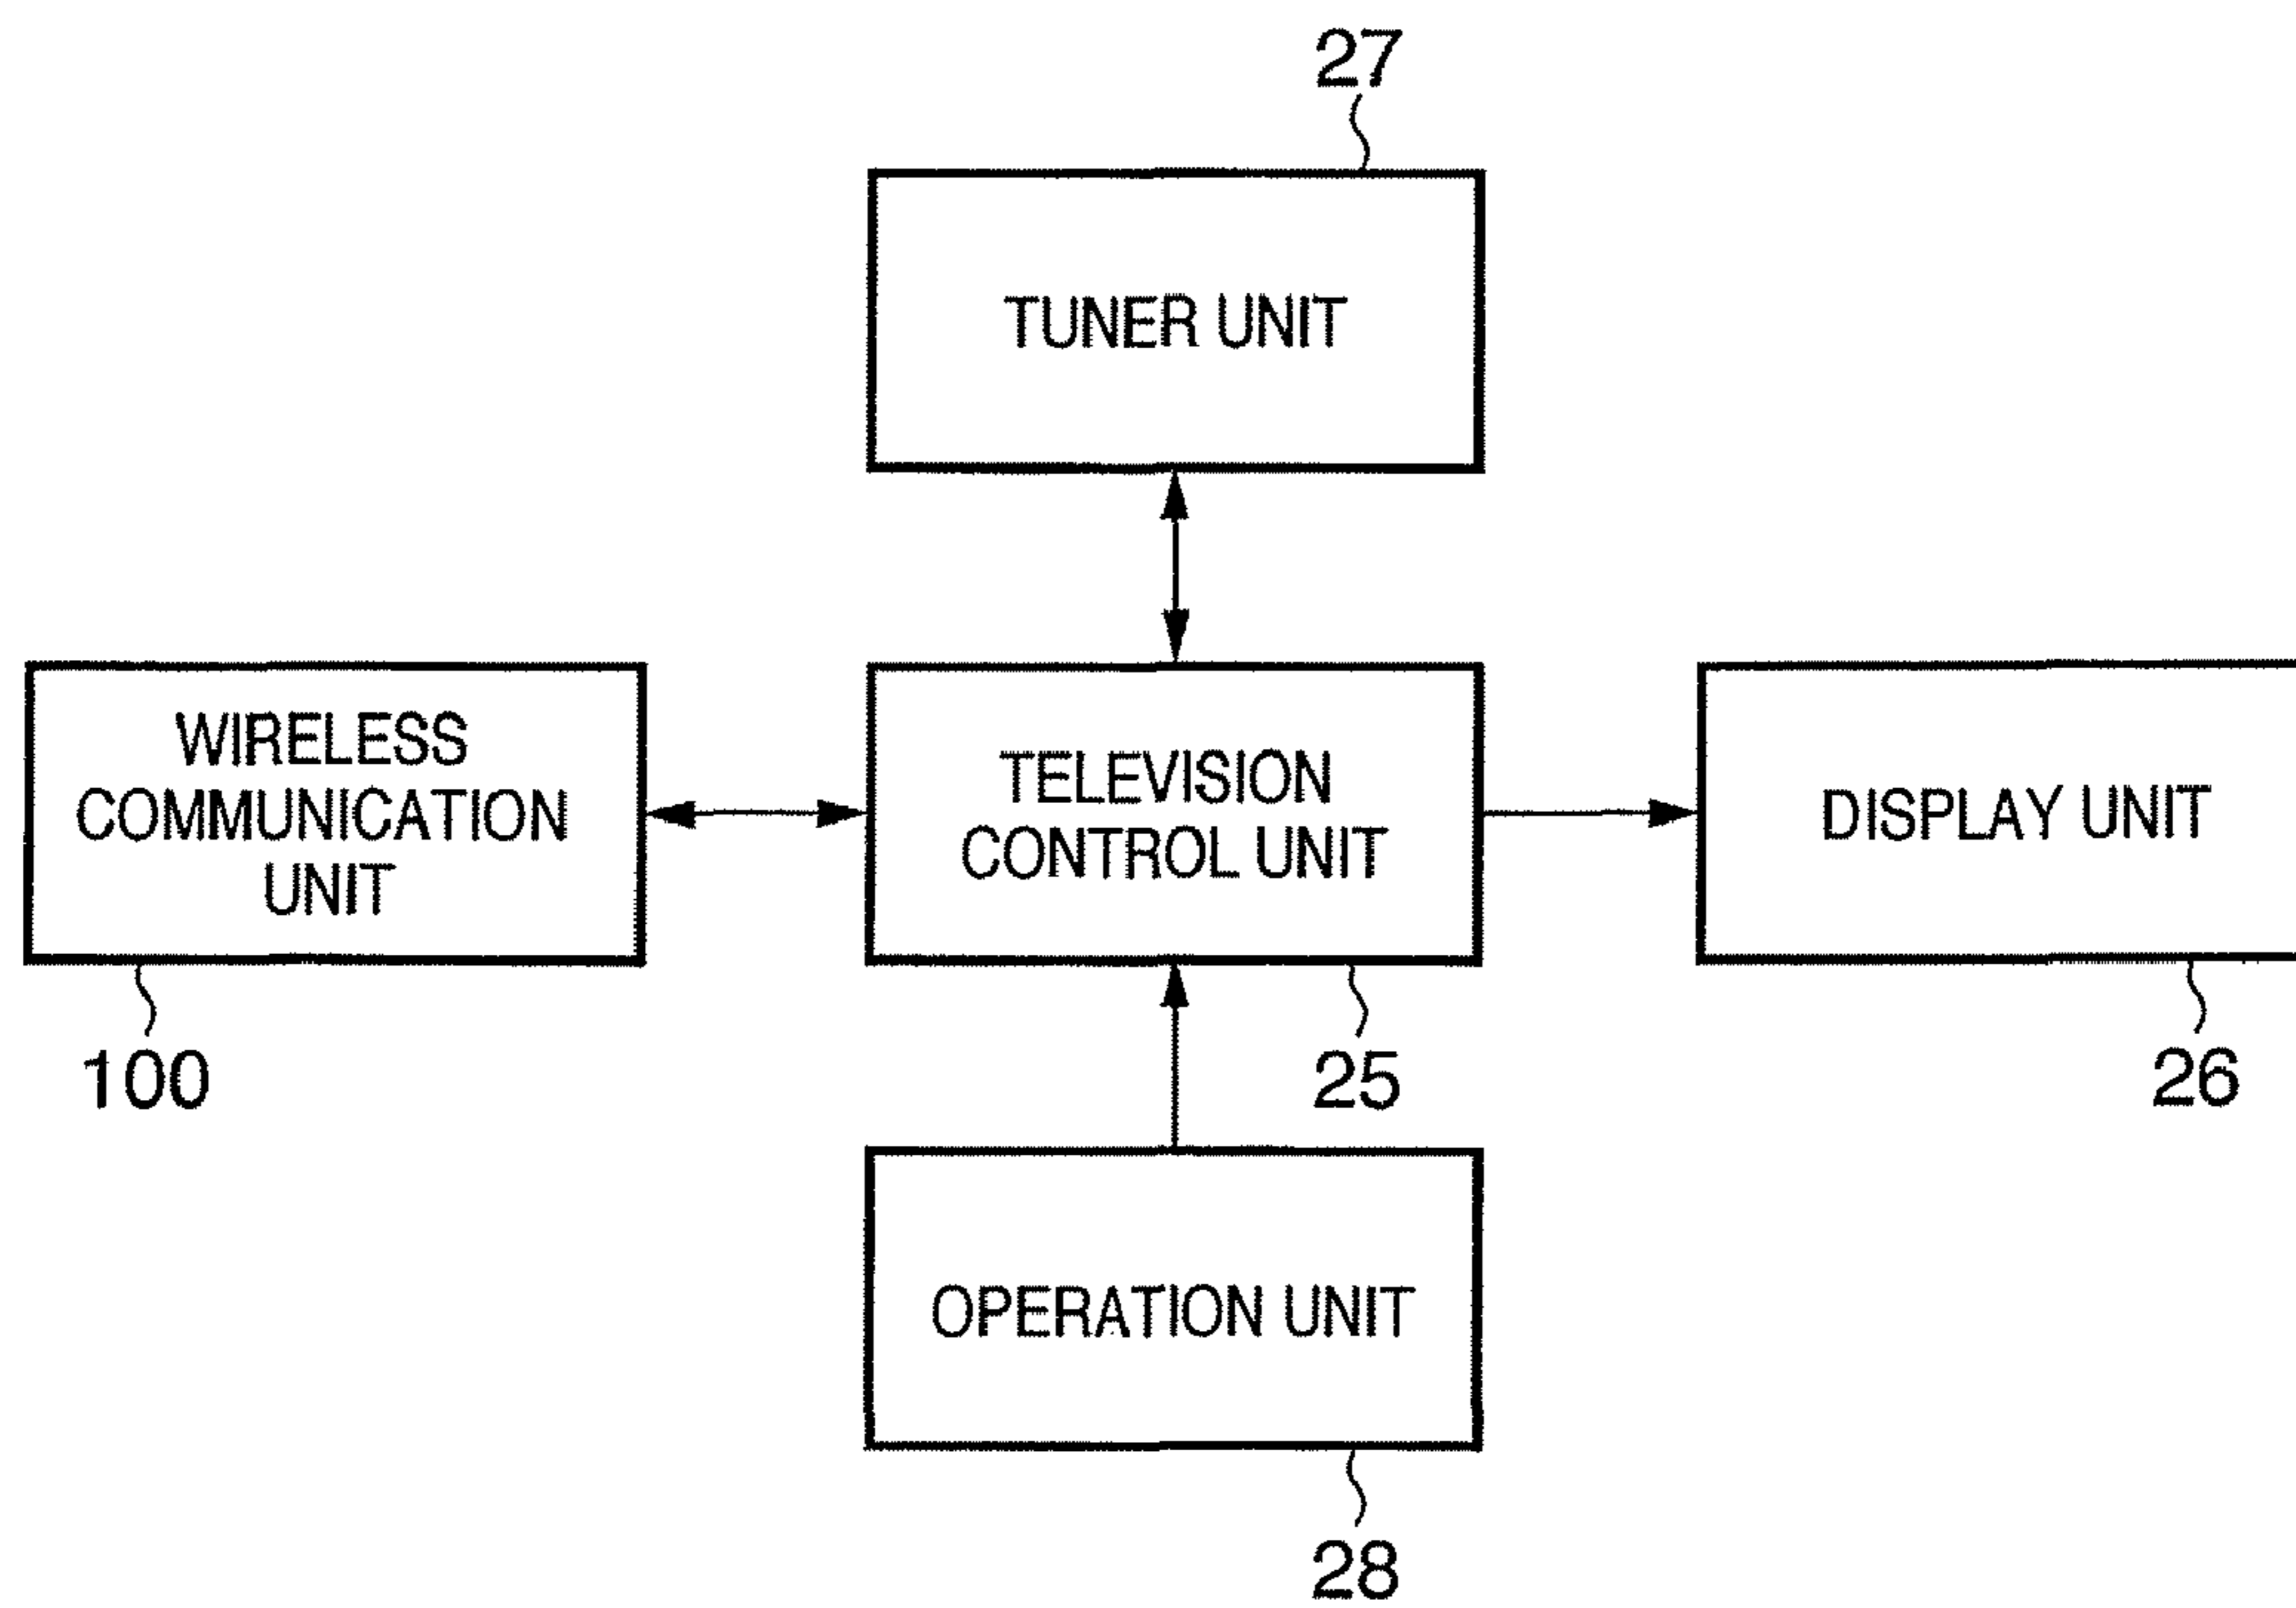 27
TUNER UNIT
WIRELESS
COMMUNICATION
UNIT
TELEVISION
CONTROL UNIT
DISPLAY UNIT
100
25
26
OPERATION UNIT
28